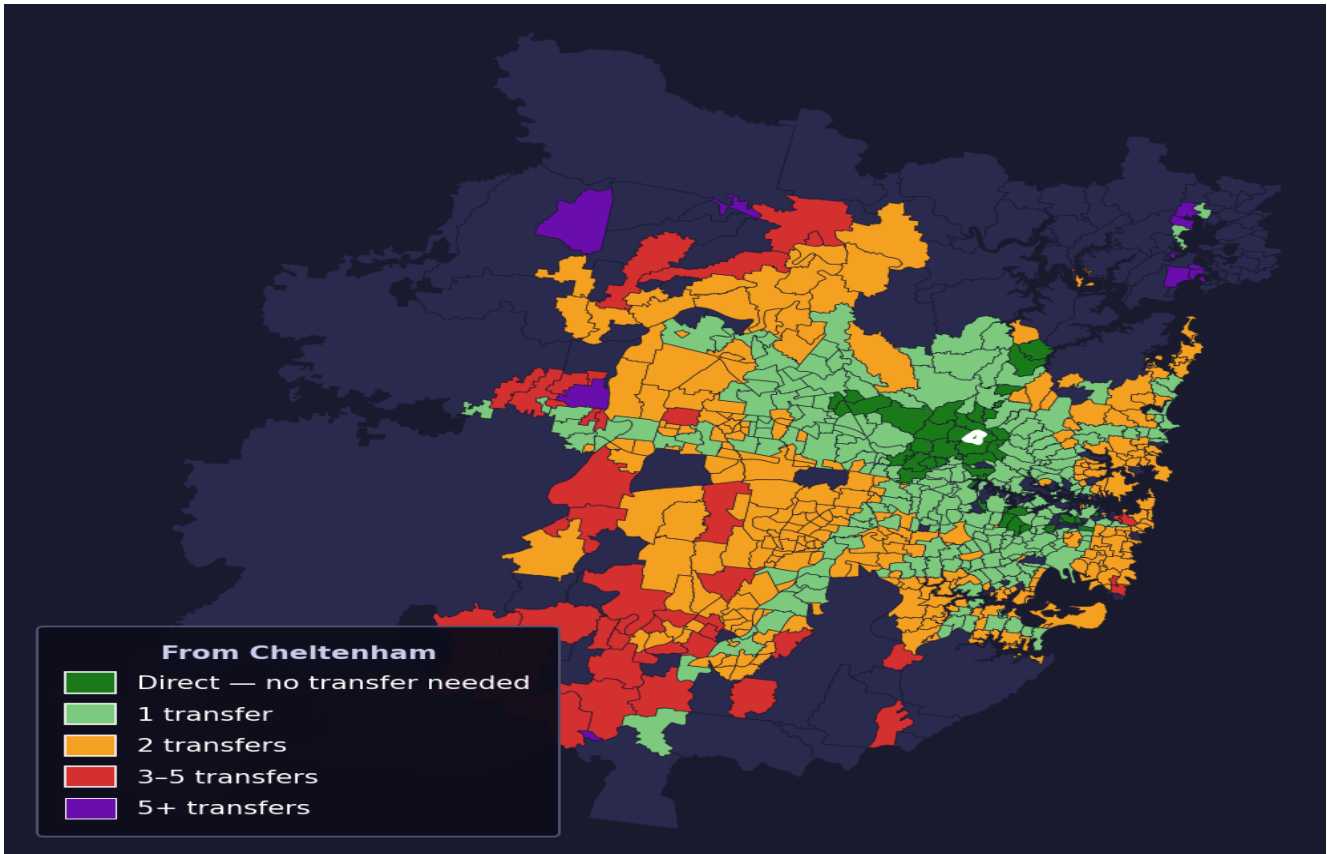 From Cheltenham
Direct — no transfer needed
1 transfer
2 transfers
3–5 transfers
5+ transfers